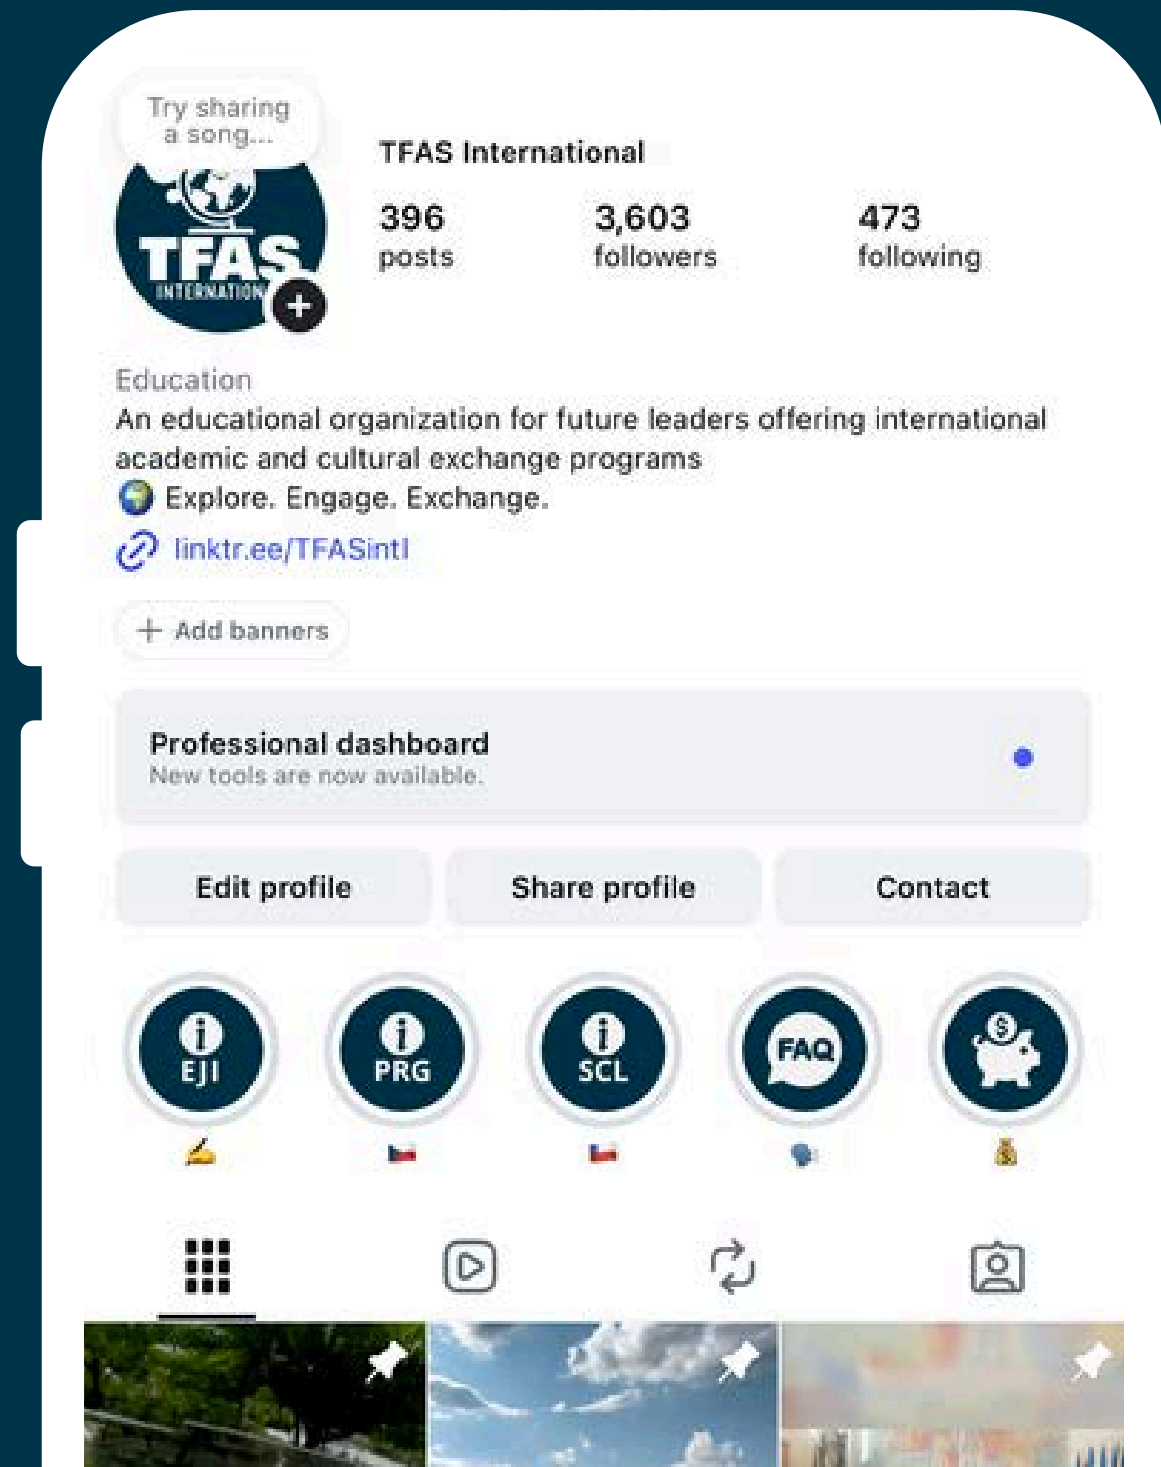 Try sharing
a song...
TFAS
INTERNATION
TFAS International
396
posts
3,603
followers
473
following
Education
An educational organization for future leaders offering international
academic and cultural exchange programs
Explore. Engage. Exchange.
linktr.ee/TFASintl
+ Add banners
Professional dashboard
New tools are now available.
Edit profile
Share profile
Contact
i
EJI
i
PRG
i
SCL
FAQ
$